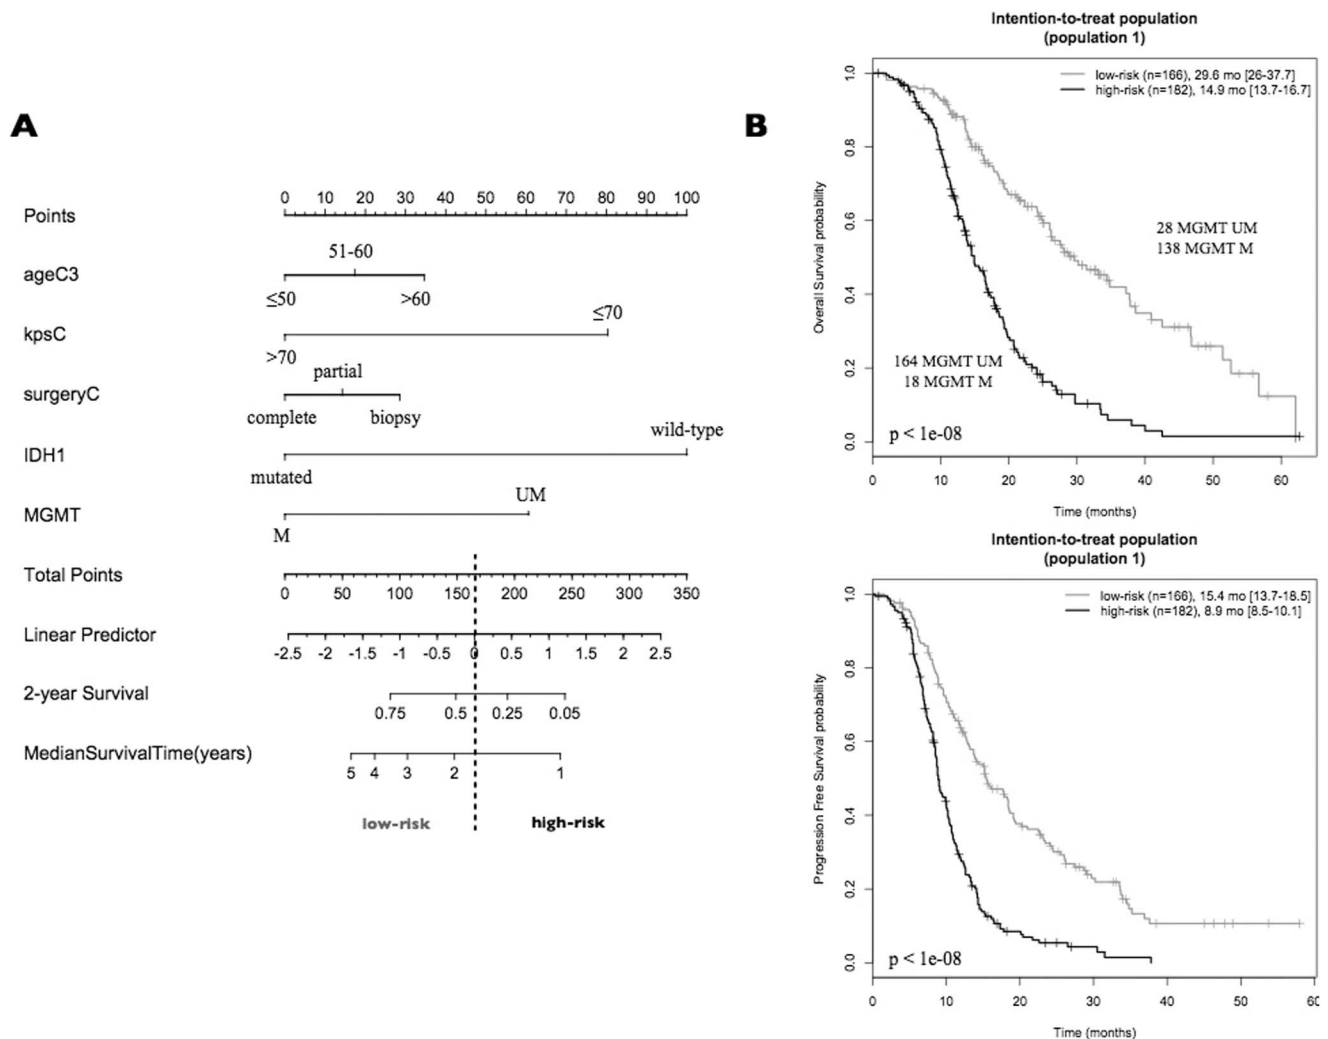 A
Points
0 10 20 30 40 50 60 70 80 90 100
ageC3
51-60
≤50 >60
kpsC
≤70
>70
surgeryC
partial
complete biopsy
IDH1
wild-type
mutated
MGMT
UM
M
Total Points
0 50 100 150 200 250 300 350
Linear Predictor
-2.5 -2 -1.5 -1 -0.5 0 0.5 1 1.5 2 2.5
2-year Survival
0.75 0.5 0.25 0.05
MedianSurvivalTime(years)
5 4 3 2 1
low-risk high-risk
B
Intention-to-treat population
(population 1)
low-risk (n=166), 29.6 mo [26-37.7]
high-risk (n=182), 14.9 mo [13.7-16.7]
Overall Survival probability
1.0
0.8
0.6
0.4
0.2
0.0
28 MGMT UM
138 MGMT M
164 MGMT UM
18 MGMT M
p < 1e-08
0 10 20 30 40 50 60
Time (months)
Intention-to-treat population
(population 1)
low-risk (n=166), 15.4 mo [13.7-18.5]
high-risk (n=182), 8.9 mo [8.5-10.1]
Progression Free Survival probability
1.0
0.8
0.6
0.4
0.2
0.0
p < 1e-08
0 10 20 30 40 50 60
Time (months)